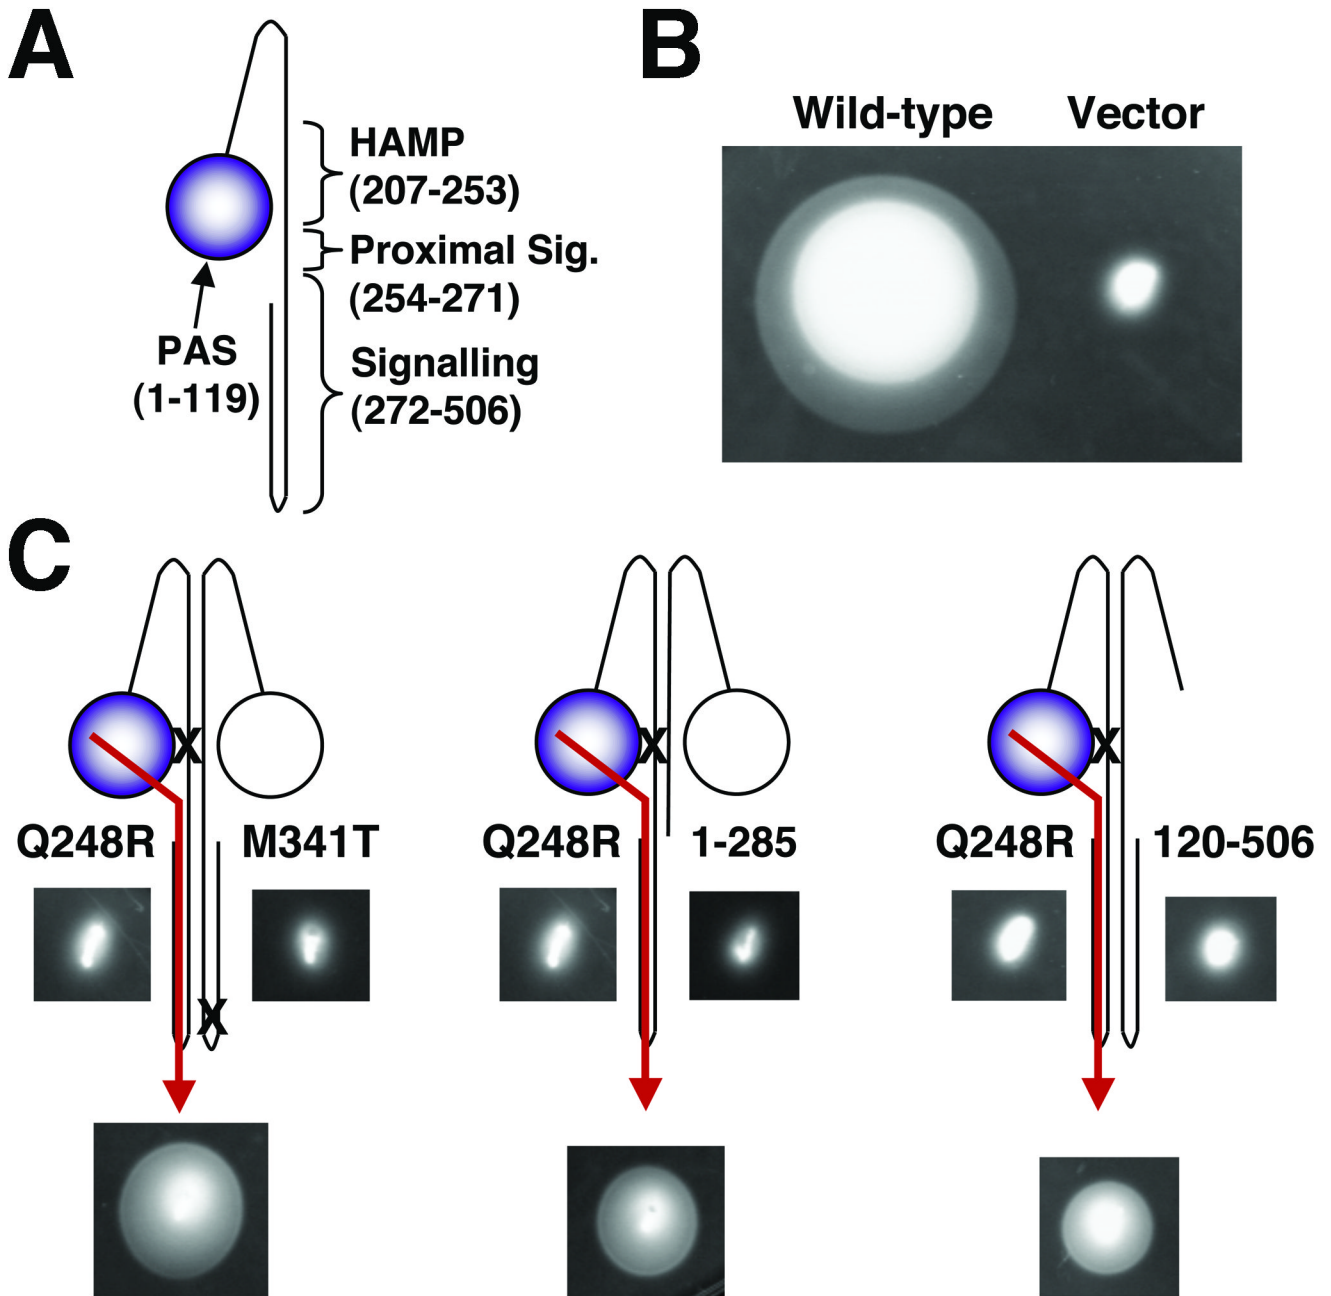 A
HAMP
(207-253)
Proximal Sig.
(254-271)
PAS
(1-119)
Signalling
(272-506)
B
Wild-type Vector
C
X X X
Q248R M341T Q248R 1-285 Q248R 120-506
X